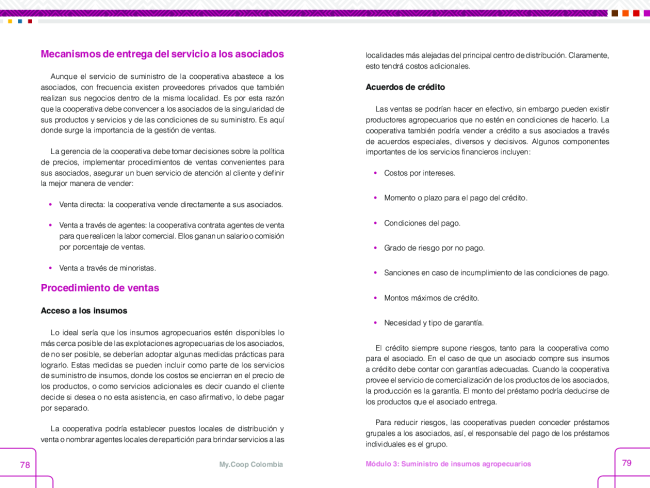 Mecanismos de entrega del servicio a los asociados
Aunque el servicio de suministro de la cooperativa abastece a los
asociados, con frecuencia existen proveedores privados que también
realizan sus negocios dentro de la misma localidad. Es por esta razón
que la cooperativa debe convencer a los asociados de la singularidad de
sus productos y servicios y de las condiciones de su suministro. Es aquí
donde surge la importancia de la gestión de ventas.
La gerencia de la cooperativa debe tomar decisiones sobre la política
de precios, implementar procedimientos de ventas convenientes para
sus asociados, asegurar un buen servicio de atención al cliente y definir
la mejor manera de vender:
• Venta directa: la cooperativa vende directamente a sus asociados.
• Venta a través de agentes: la cooperativa contrata agentes de venta
para que realicen la labor comercial. Ellos ganan un salario o comisión
por porcentaje de ventas.
• Venta a través de minoristas.
Procedimiento de ventas
Acceso a los insumos
Lo ideal sería que los insumos agropecuarios estén disponibles lo
más cerca posible de las explotaciones agropecuarias de los asociados,
de no ser posible, se deberían adoptar algunas medidas prácticas para
lograrlo. Estas medidas se pueden incluir como parte de los servicios
de suministro de insumos, donde los costos se encierran en el precio de
los productos, o como servicios adicionales es decir cuando el cliente
decide si desea o no esta asistencia, en caso afirmativo, lo debe pagar
por separado.
La cooperativa podría establecer puestos locales de distribución y
venta o nombrar agentes locales de repartición para brindar servicios a las
78
My.Coop Colombia
localidades más alejadas del principal centro de distribución. Claramente,
esto tendrá costos adicionales.
Acuerdos de crédito
Las ventas se podrían hacer en efectivo, sin embargo pueden existir
productores agropecuarios que no estén en condiciones de hacerlo. La
cooperativa también podría vender a crédito a sus asociados a través
de acuerdos especiales, diversos y decisivos. Algunos componentes
importantes de los servicios financieros incluyen:
• Costos por intereses.
• Momento o plazo para el pago del crédito.
• Condiciones del pago.
• Grado de riesgo por no pago.
• Sanciones en caso de incumplimiento de las condiciones de pago.
• Montos máximos de crédito.
• Necesidad y tipo de garantía.
El crédito siempre supone riesgos, tanto para la cooperativa como
para el asociado. En el caso de que un asociado compre sus insumos
a crédito debe contar con garantías adecuadas. Cuando la cooperativa
provee el servicio de comercialización de los productos de los asociados,
la producción es la garantía. El monto del préstamo podría deducirse de
los productos que el asociado entrega.
Para reducir riesgos, las cooperativas pueden conceder préstamos
grupales a los asociados, así, el responsable del pago de los préstamos
individuales es el grupo.
Módulo 3: Suministro de insumos agropecuarios
79